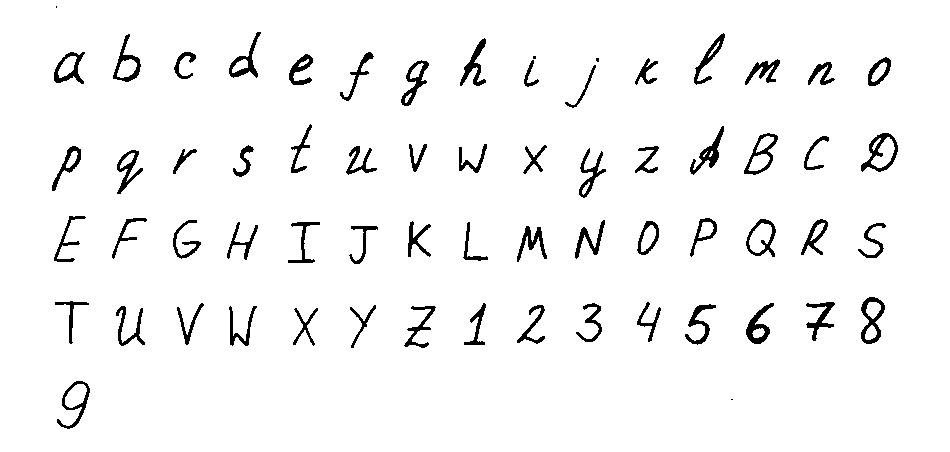 a b c d e f g h i j k l m n o
p q r s t u v w x y z A B C D
E F G H I J K L M N O P Q R S
T U V W X Y Z 1 2 3 4 5 6 7 8
9